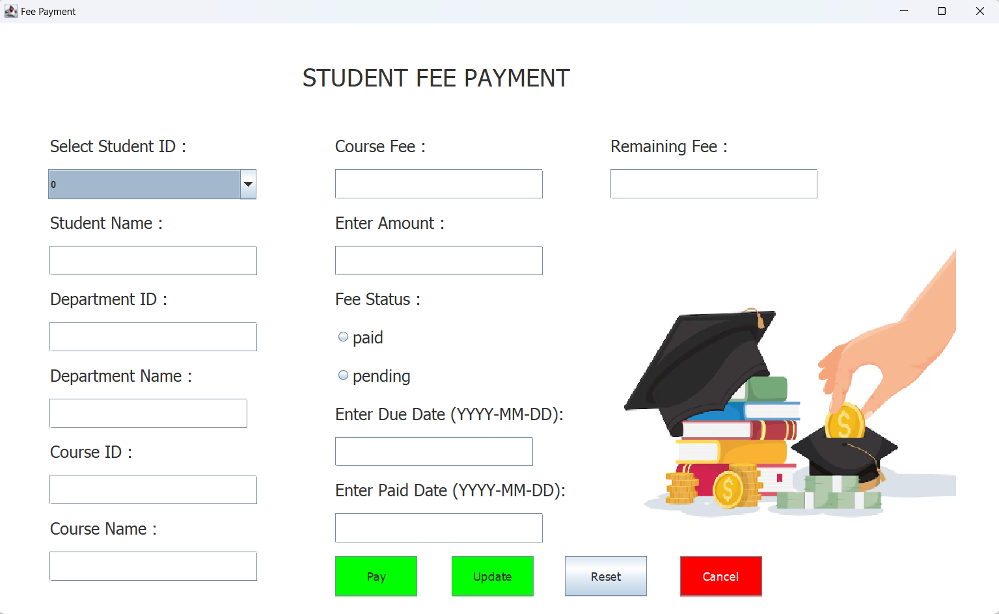 Fee Payment
STUDENT FEE PAYMENT
Select Student ID :
0
Student Name :
Department ID :
Department Name :
Course ID :
Course Name :
Course Fee :
Enter Amount :
Fee Status :
paid
pending
Enter Due Date (YYYY-MM-DD):
Enter Paid Date (YYYY-MM-DD):
Remaining Fee :
$
$
Pay
Update
Reset
Cancel